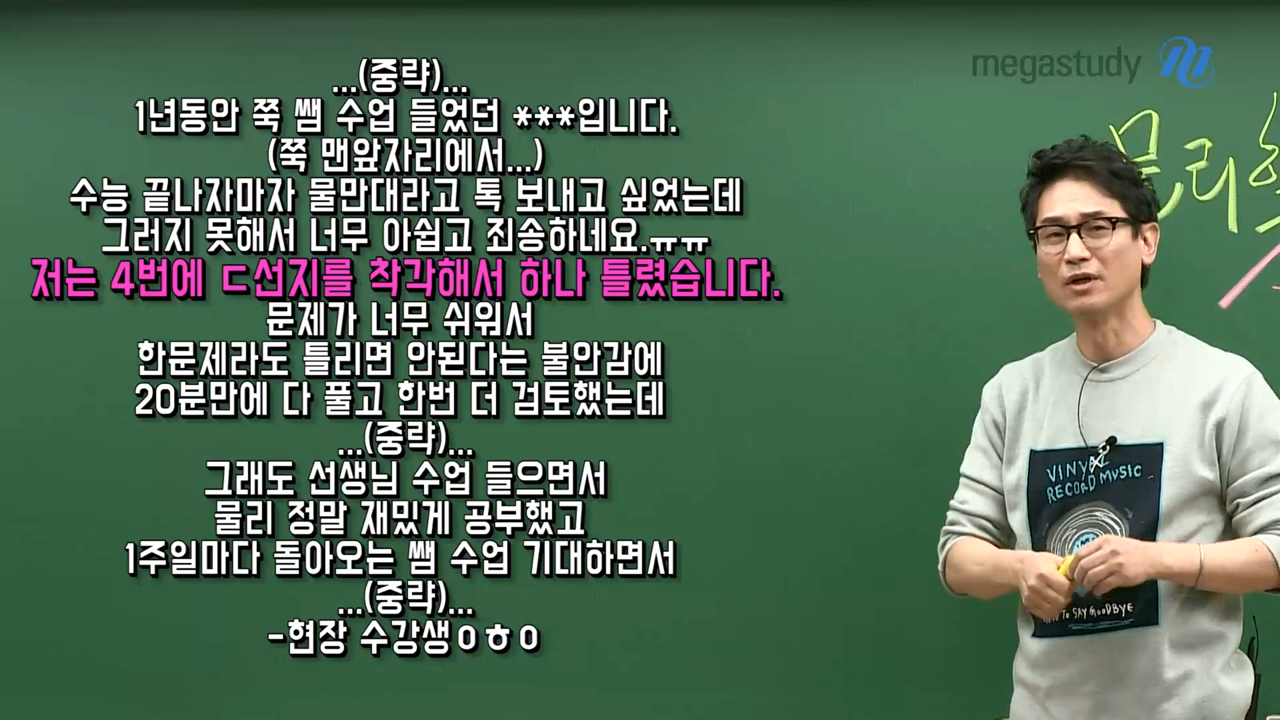 megastudy
...(중략)...
1년동안 쭉 쌤 수업 들었던 ***입니다.
(쭉 맨앞자리에서...)
수능 끝나자마자 물만대라고 톡 보내고 싶었는데
그러지 못해서 너무 아쉽고 죄송하네요.ㅠㅠ
저는 4번에 ㄷ선지를 착각해서 하나 틀렸습니다.
문제가 너무 쉬워서
한문제라도 틀리면 안된다는 불안감에
20분만에 다 풀고 한번 더 검토했는데
...(중략)...
그래도 선생님 수업 들으면서
물리 정말 재밌게 공부했고
1주일마다 돌아오는 쌤 수업 기대하면서
...(중략)...
-현장 수강생ㅇㅎㅇ
물리학
VINYL
RECORD MUSIC
TO SAY GOODBYE